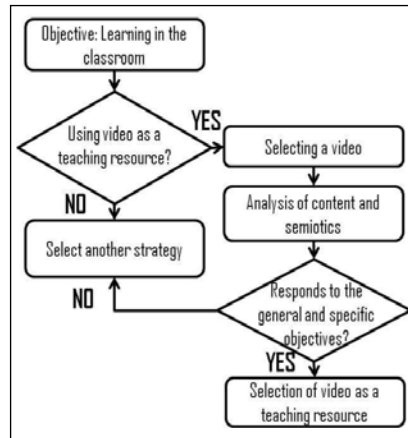 Objective: Learning in the
classroom
Using video as a
teaching resource?
YES
Selecting a video
NO
Analysis of content and
semiotics
Select another strategy
NO
Responds to the
general and specific
objectives?
YES
Selection of video as a
teaching resource